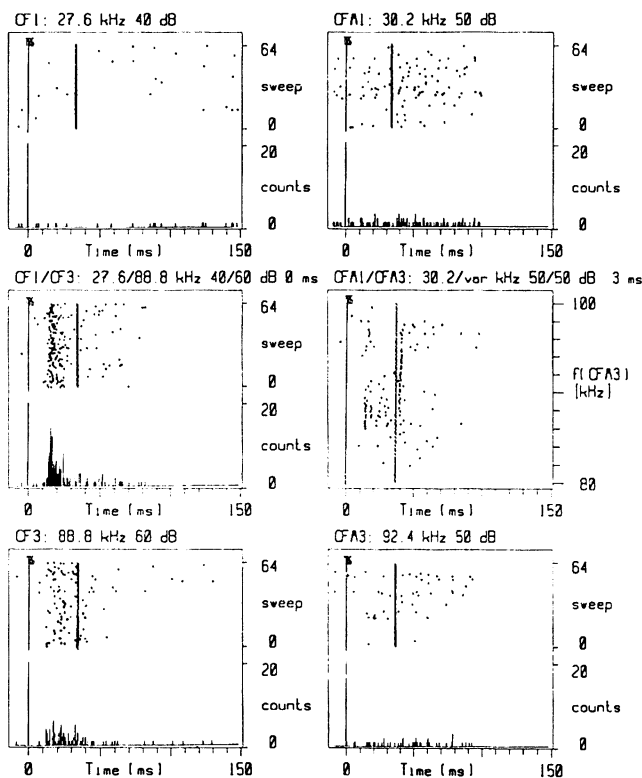 CF1: 27.6 kHz 40 dB
64
sweep
0
20
counts
0
0 Time [ms] 150
CFA1: 30.2 kHz 50 dB
64
sweep
0
20
counts
0
0 Time [ms] 150
CF1/CF3: 27.6/88.8 kHz 40/60 dB 0 ms
64
sweep
0
20
counts
0
0 Time [ms] 150
CFA1/CFA3: 30.2/var kHz 50/50 dB 3 ms
100
f(CFA3)
[kHz]
80
0 Time [ms] 150
CF3: 88.8 kHz 60 dB
64
sweep
0
20
counts
0
0 Time [ms] 150
CFA3: 92.4 kHz 50 dB
64
sweep
0
20
counts
0
0 Time [ms] 150